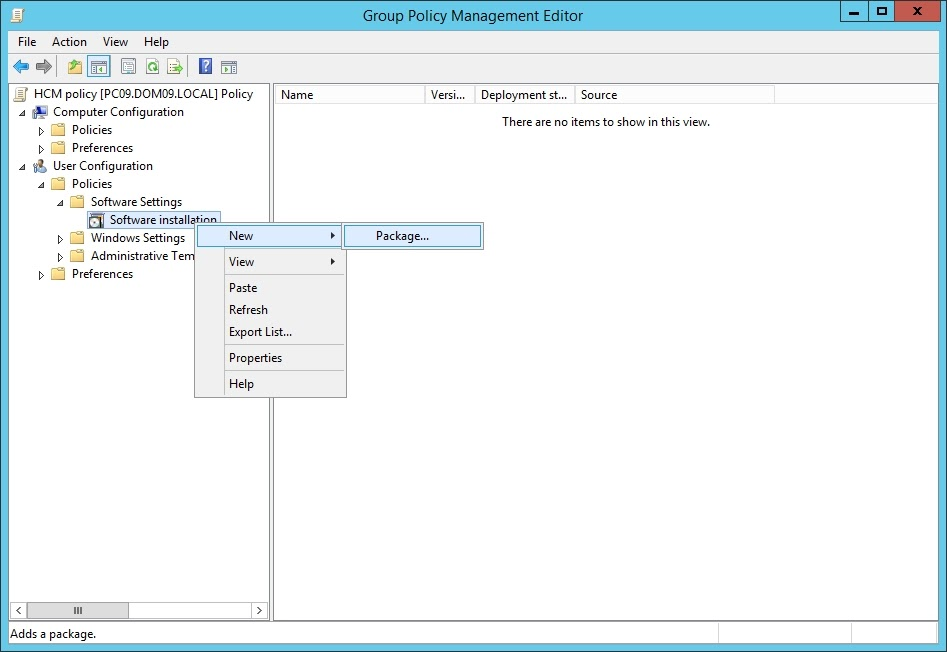 Group Policy Management Editor
File Action View Help
HCM policy [PC09.DOM09.LOCAL] Policy
Computer Configuration
Policies
Preferences
User Configuration
Policies
Software Settings
Software installation
Windows Settings
Administrative Tem
Preferences
Name Versi... Deployment st... Source
There are no items to show in this view.
New
View
Paste
Refresh
Export List...
Properties
Help
Package...
Adds a package.